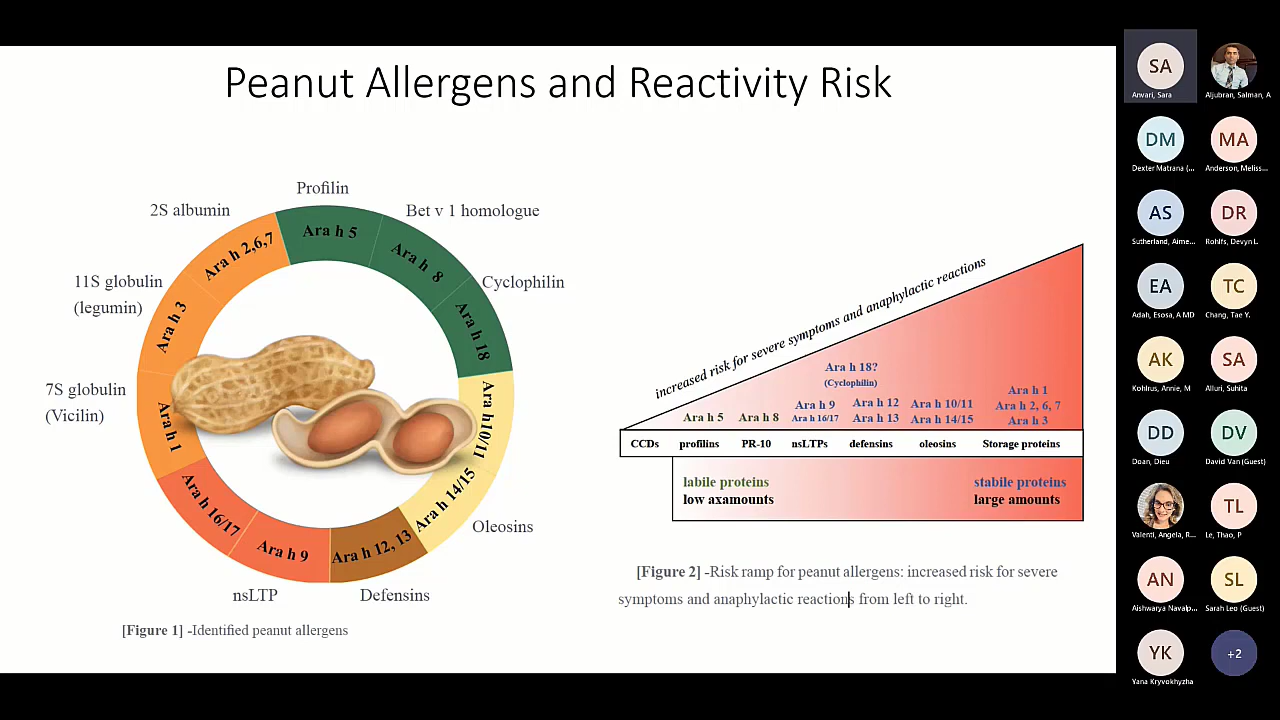 Peanut Allergens and Reactivity Risk
Profilin
2S albumin
Bet v 1 homologue
11S globulin
(legumin)
Cyclophilin
7S globulin
(Vicilin)
Oleosins
nsLTP
Defensins
Ara h 5
Ara h 8
Ara h 18
Ara h10/11
Ara h 14/15
Ara h 12, 13
Ara h 9
Ara h 16/17
Ara h 1
Ara h 3
Ara h 2,6,7
[Figure 1] -Identified peanut allergens
increased risk for severe symptoms and anaphylactic reactions
Ara h 18?
(Cyclophilin)
Ara h 5
Ara h 8
Ara h 9
Ara h 16/17
Ara h 12
Ara h 13
Ara h 10/11
Ara h 14/15
Ara h 1
Ara h 2, 6, 7
Ara h 3
CCDs profilins PR-10 nsLTPs defensins oleosins Storage proteins
labile proteins
low axamounts
stabile proteins
large amounts
[Figure 2] -Risk ramp for peanut allergens: increased risk for severe
symptoms and anaphylactic reactions from left to right.
SA
Anvari, Sara
Aljubran, Salman, A
DM
Dexter Matrana (...
MA
Anderson, Meliss...
AS
Sutherland, Aime...
DR
Rohlfs, Devyn L.
EA
Adah, Esosa, A MD
TC
Chang, Tae Y.
AK
Kohlrus, Annie, M
SA
Alluri, Suhita
DD
Doan, Dieu
DV
David Van (Guest)
Valenti, Angela, R...
TL
Le, Thao, P
AN
Aishwarya Navalp...
SL
Sarah Leo (Guest)
YK
Yana Kryvokhyzha
+2